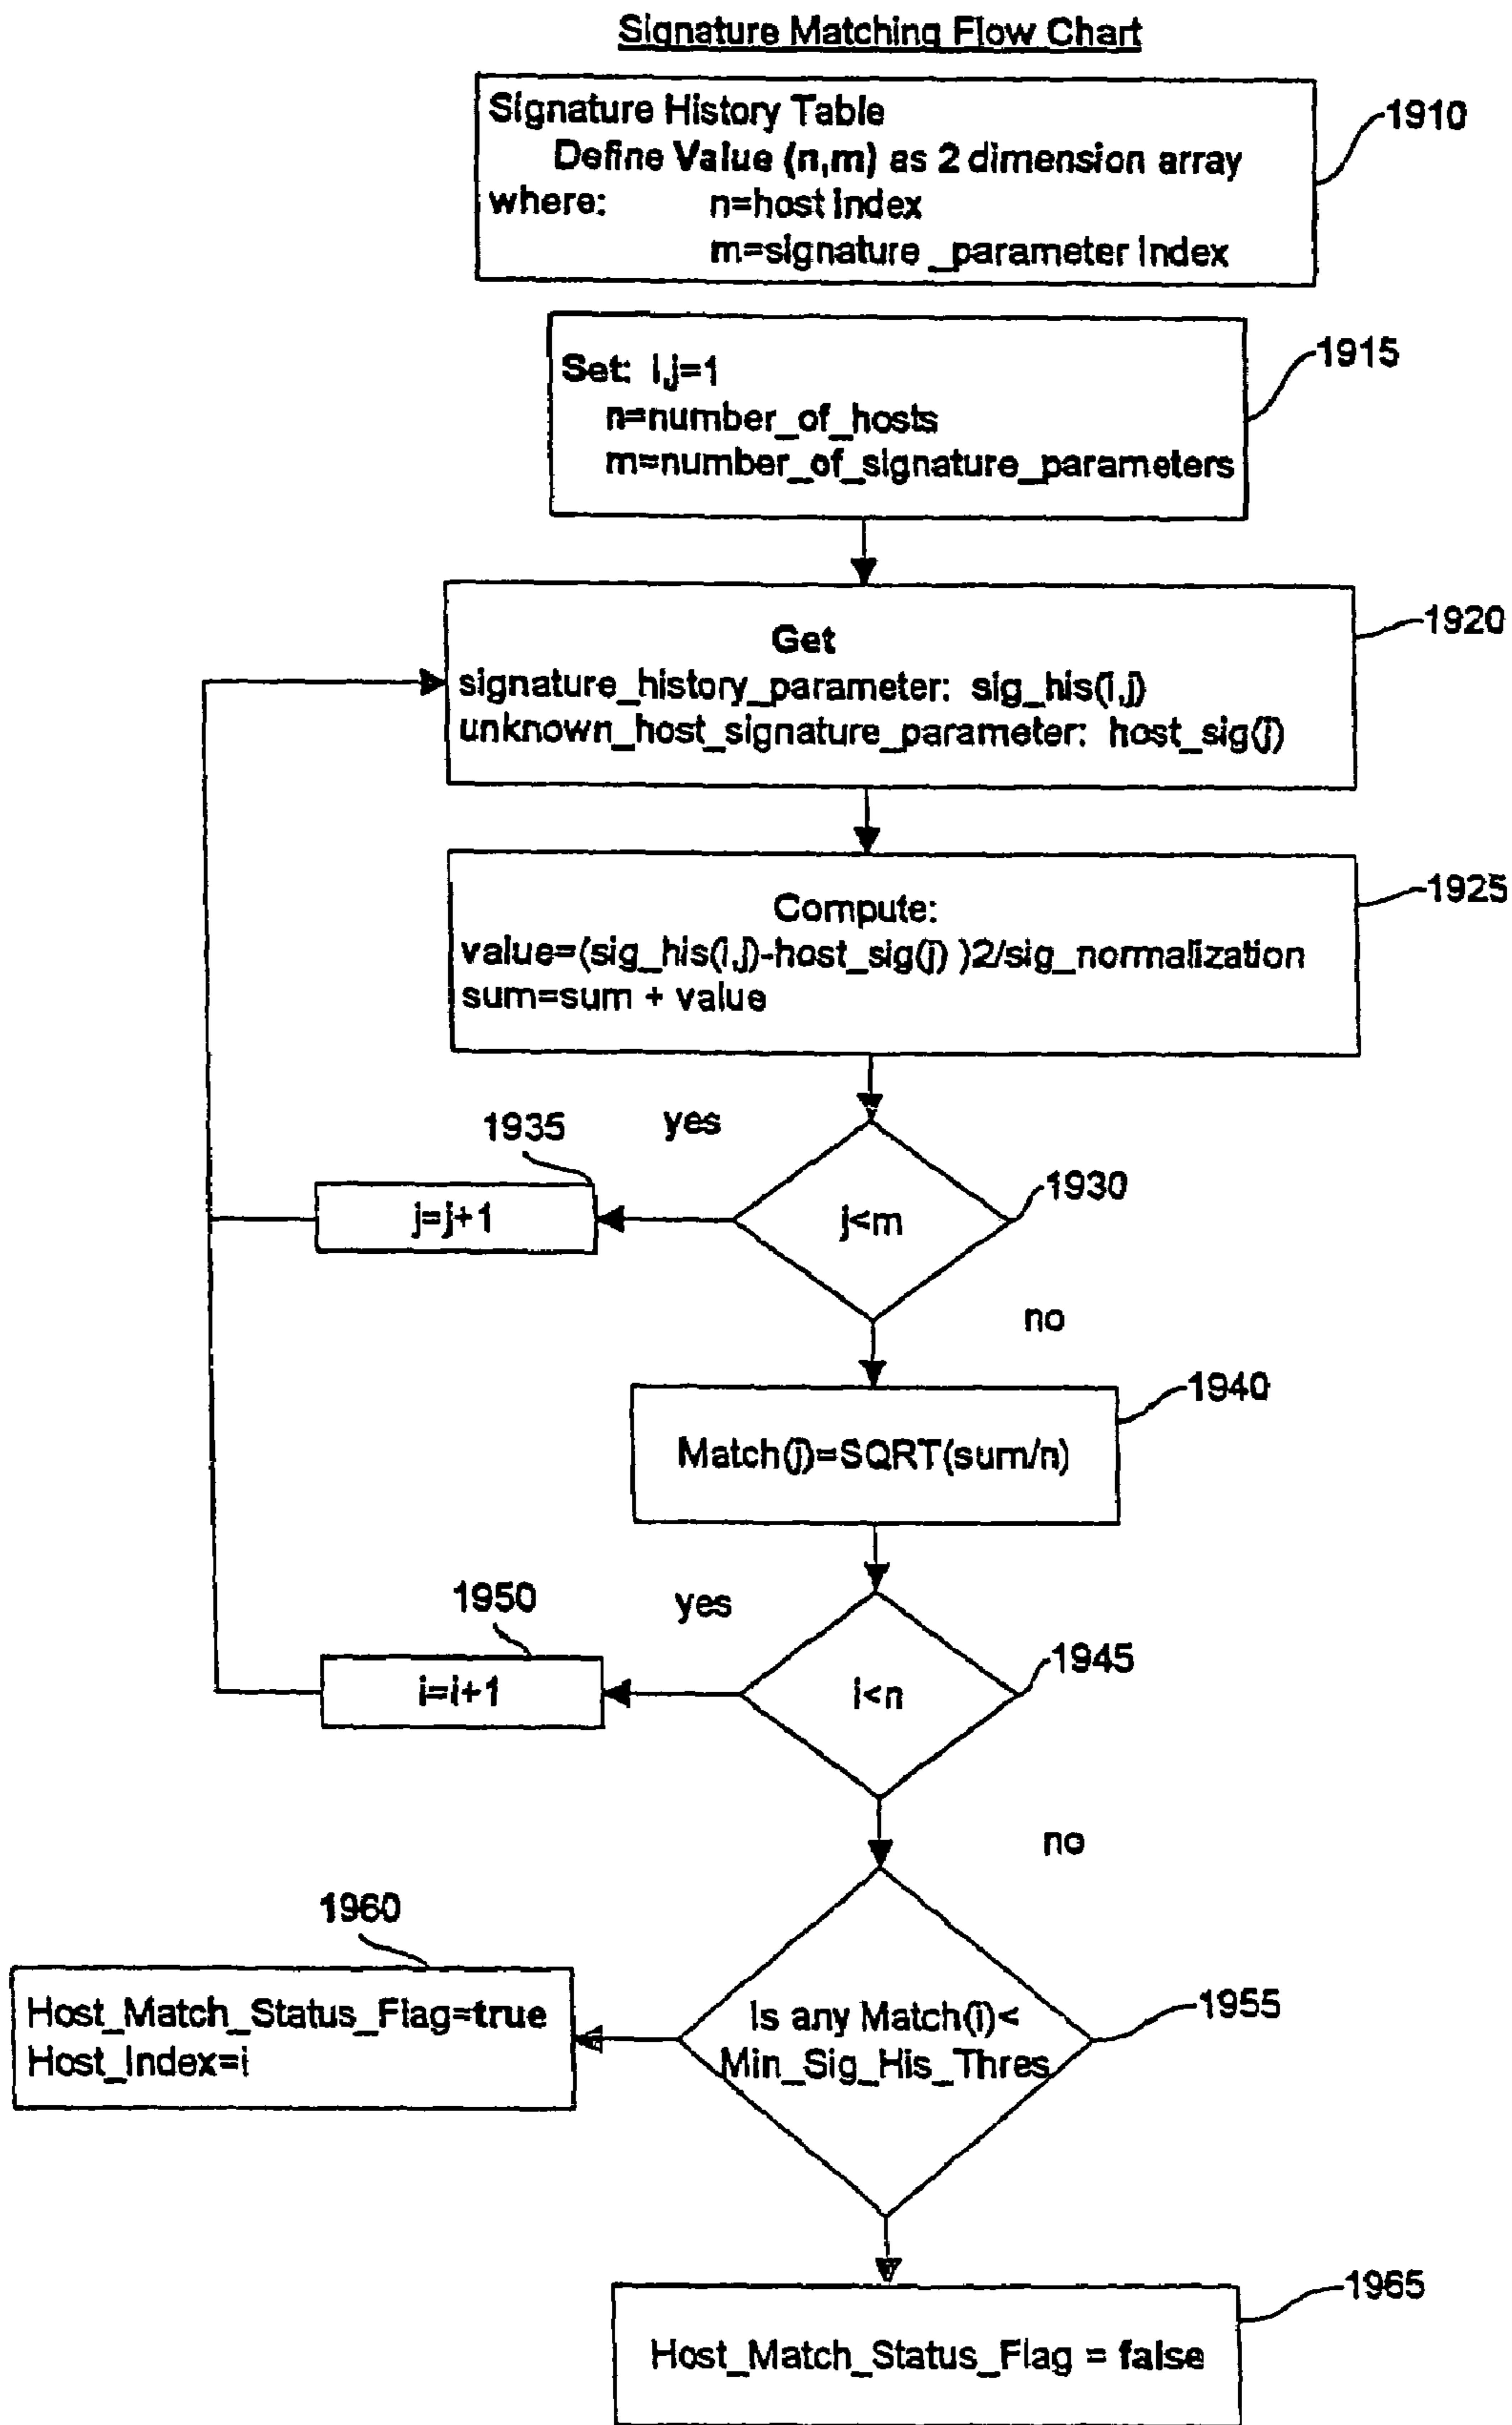 Signature Matching Flow Chart
Signature History Table
Define Value (n,m) as 2 dimension array
where: n=host index
m=signature _parameter index
1910
Set: i,j=1
n=number_of_hosts
m=number_of_signature_parameters
1915
Get
signature_history_parameter: sig_his(i,j)
unknown_host_signature_parameter: host_sig(j)
1920
Compute:
value=(sig_his(i,j)-host_sig(j) )2/sig_normalization
sum=sum + value
1925
yes
1935
j=j+1
j<m
1930
no
Match(j)=SQRT(sum/n)
1940
yes
1950
i=i+1
i<n
1945
no
1960
Host_Match_Status_Flag=true
Host_Index=i
Is any Match(i)<
Min_Sig_His_Thres
1955
Host_Match_Status_Flag = false
1965